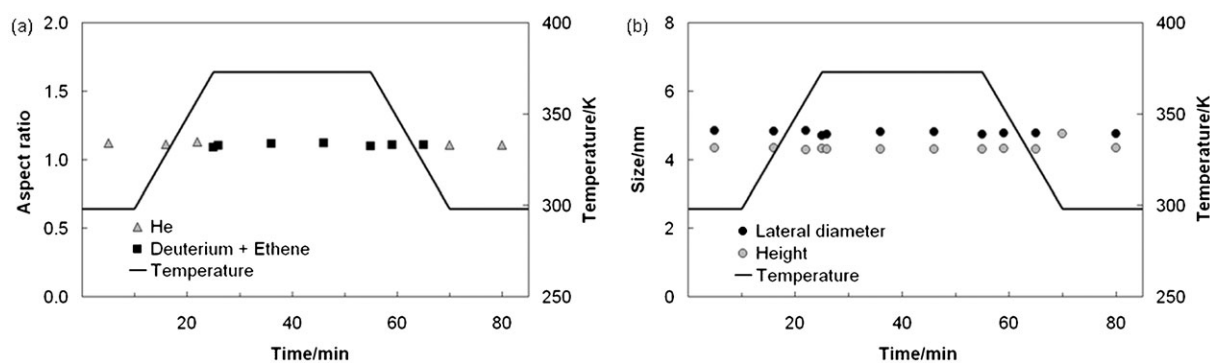 (a)
2.0
1.5
1.0
0.5
0.0
Aspect ratio
He
Deuterium + Ethene
Temperature
20
40
60
80
Time/min
400
350
300
250
Temperature/K
(b)
8
6
4
2
0
Size/nm
Lateral diameter
Height
Temperature
20
40
60
80
Time/min
400
350
300
250
Temperature/K